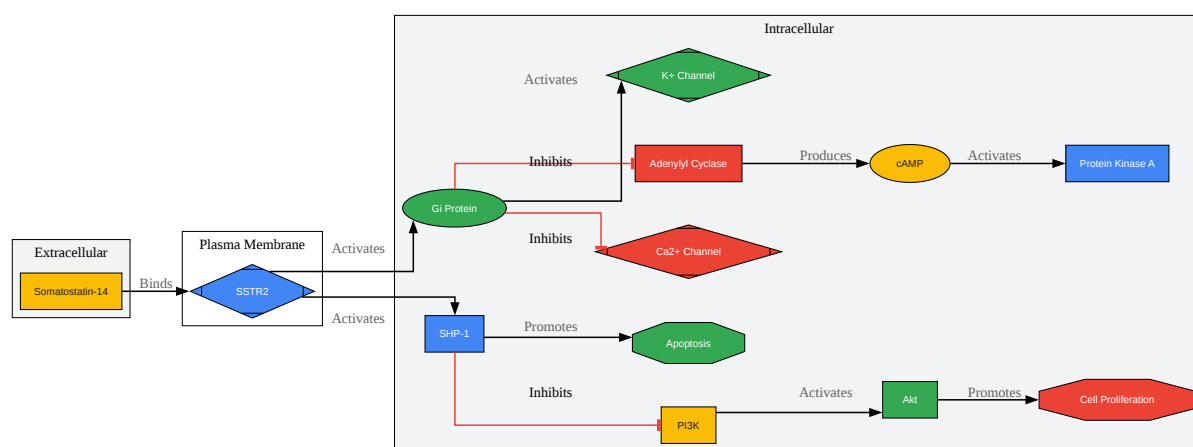 Intracellular
K+ Channel
Activates
Inhibits
Adenylyl Cyclase
Produces
cAMP
Activates
Protein Kinase A
Gi Protein
Inhibits
Ca2+ Channel
Extracellular
Somatostatin-14
Binds
Plasma Membrane
SSTR2
Activates
Activates
SHP-1
Promotes
Apoptosis
Inhibits
PI3K
Activates
Akt
Promotes
Cell Proliferation